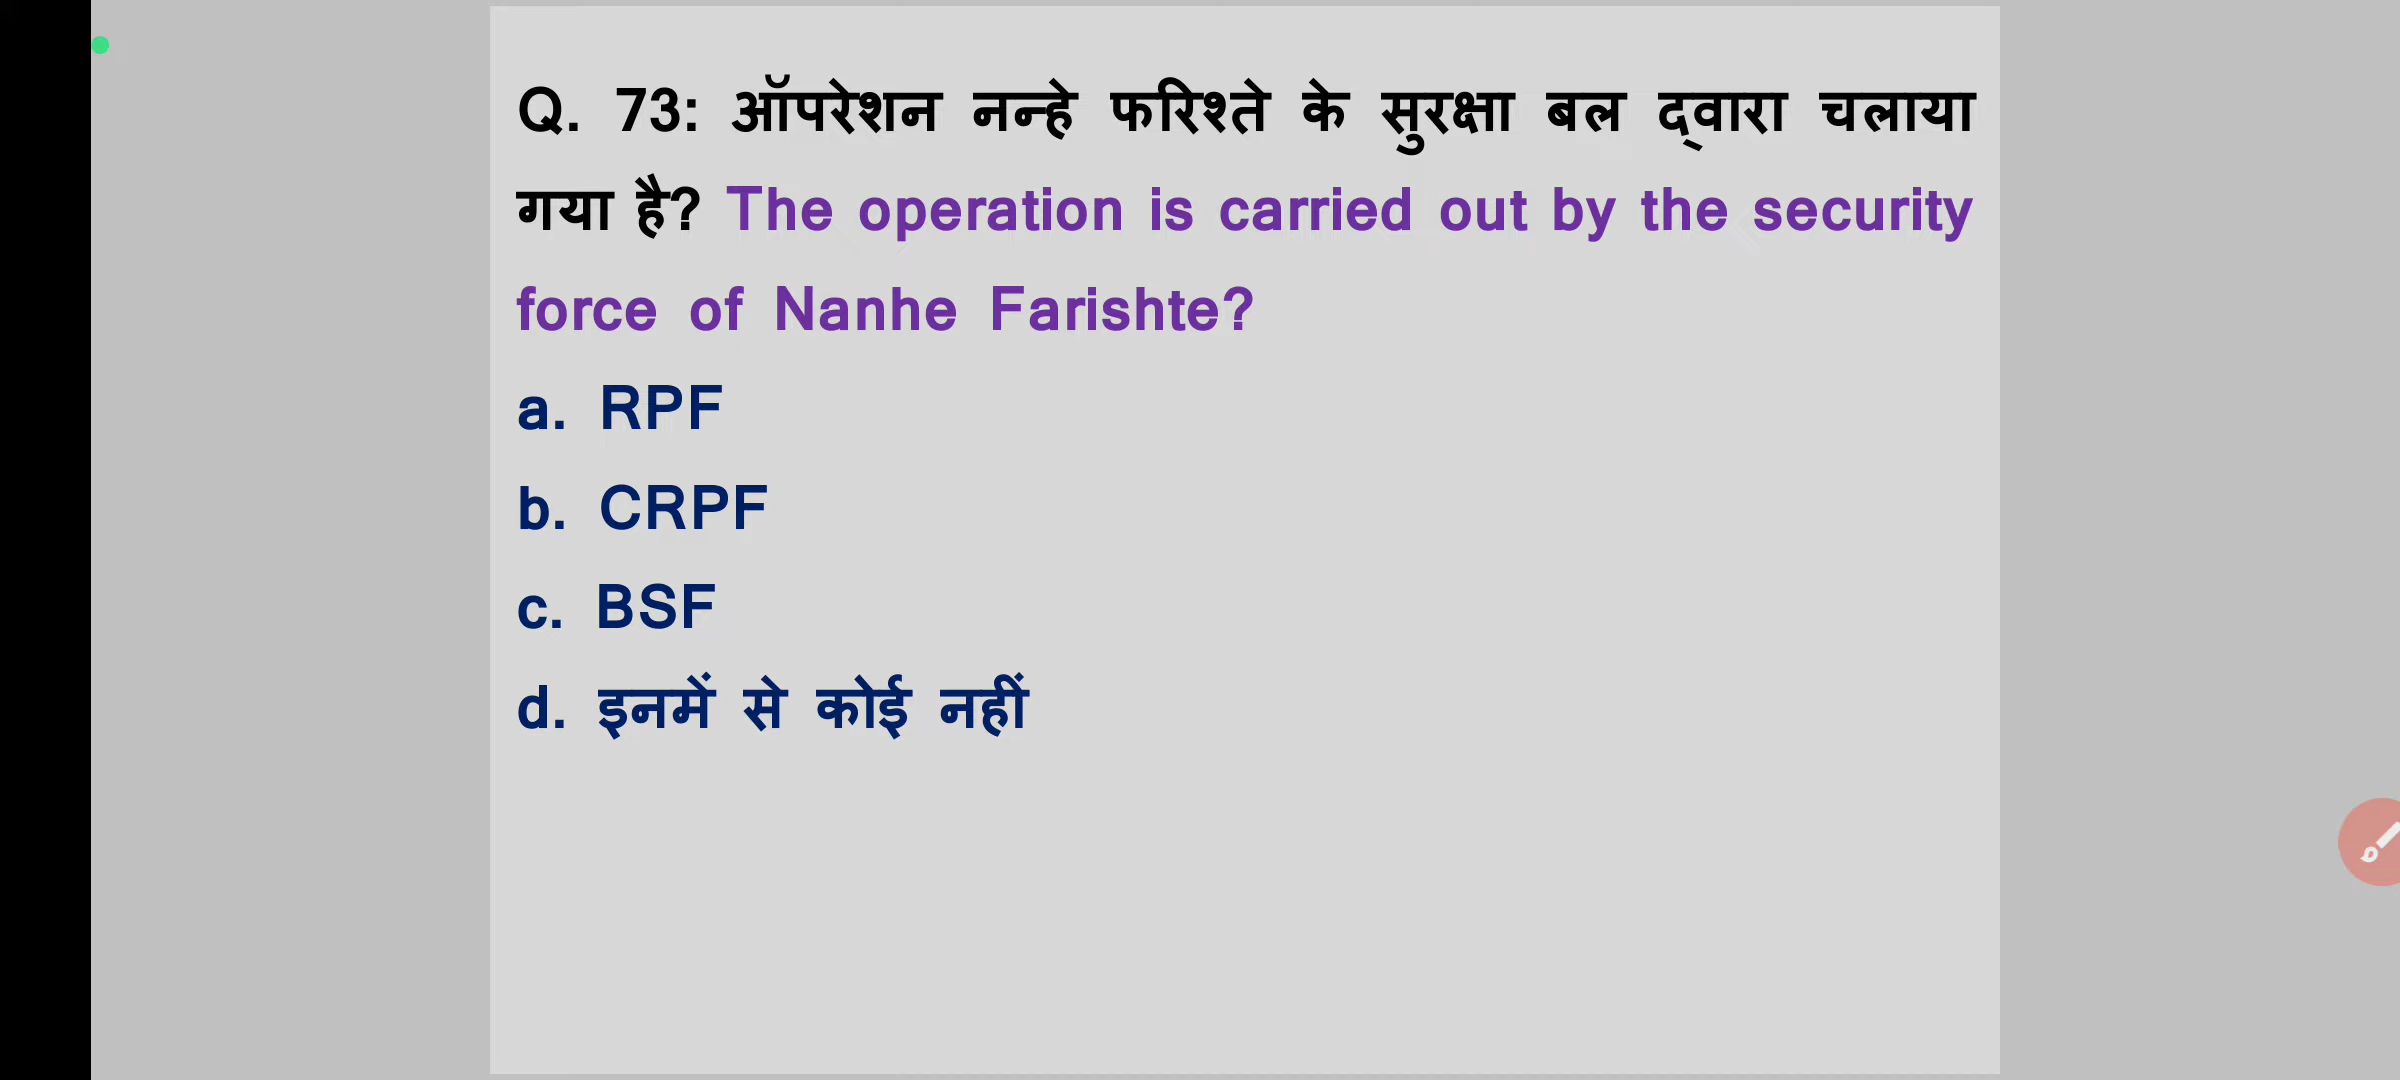 Q. 73: ऑपरेशन नन्हे फरिश्ते के सुरक्षा बल द्वारा चलाया
गया है? The operation is carried out by the security
force of Nanhe Farishte?
a. RPF
b. CRPF
c. BSF
d. इनमें से कोई नहीं